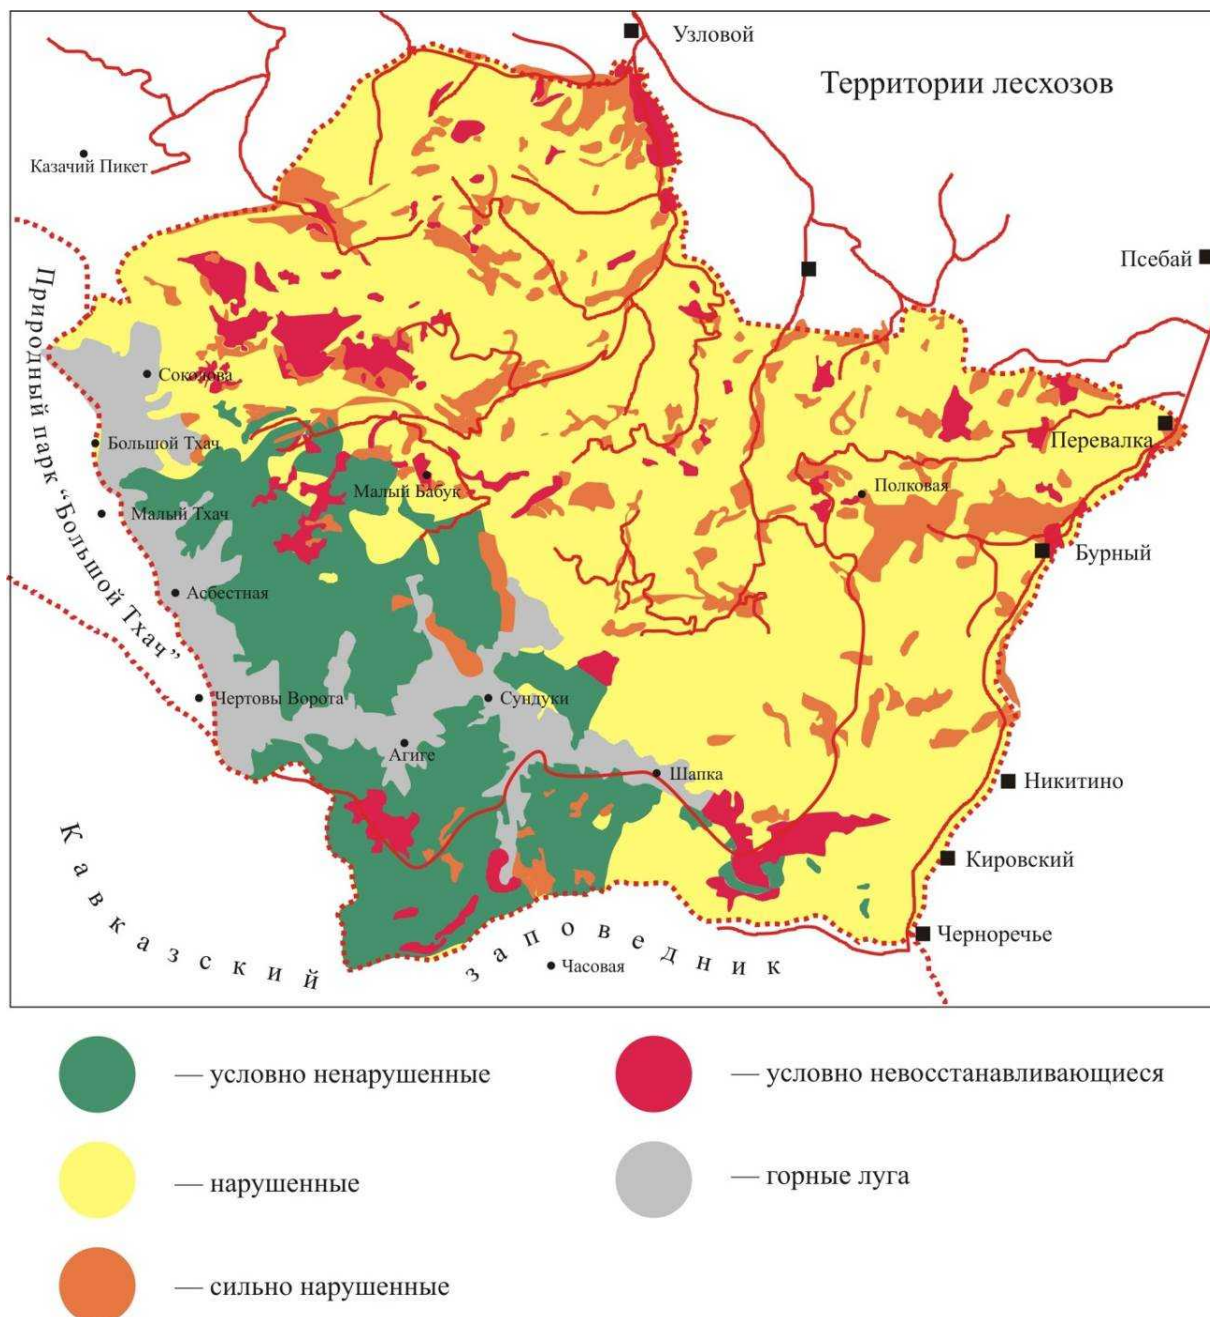 Узловой
Территории лесхозов
Казачий Пикет
Псебай
Природный парк “Большой Тхач”
Соколова
Большой Тхач
Перевалка
Малый Бабук
Полковая
Малый Тхач
Бурный
Асбестная
Чертовы Ворота
Сундуки
Агиге
Шапка
Никитино
Кировский
Черноречье
Кавказский заповедник
Часовая
— условно ненарушенные
— условно невосстанавливающиеся
— нарушенные
— горные луга
— сильно нарушенные